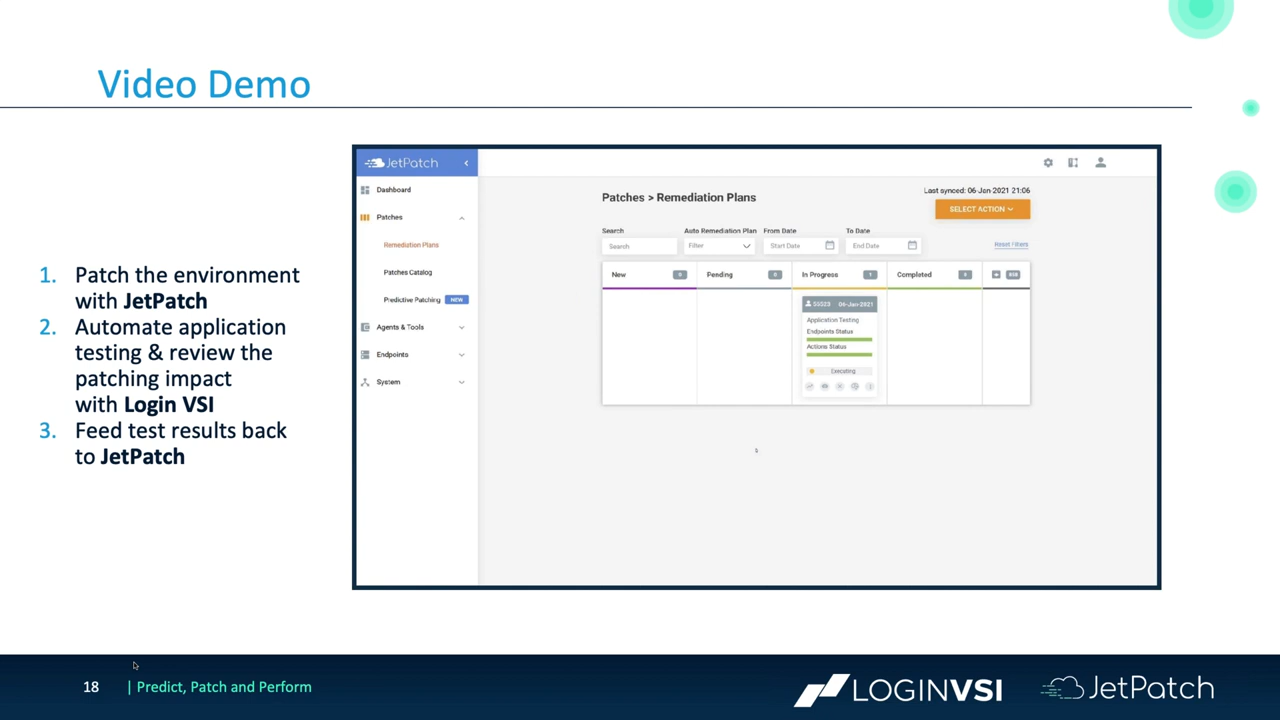 Video Demo
1. Patch the environment
with JetPatch
2. Automate application
testing & review the
patching impact
with Login VSI
3. Feed test results back
to JetPatch
JetPatch
Dashboard
Patches
Remediation Plans
Patches Catalog
Predictive Patching NEW
Agents & Tools
Endpoints
System
Last synced: 06-Jan-2021 21:06
Patches > Remediation Plans
SELECT ACTION
Search Auto Remediation Plan From Date To Date
Search Filter Start Date End Date Reset Filters
New 0 Pending 0 In Progress 1 Completed
06-Jan-2021
Application Testing
Endpoints Status
Actions Status
Executing
18 | Predict, Patch and Perform
LOGINVSI JetPatch